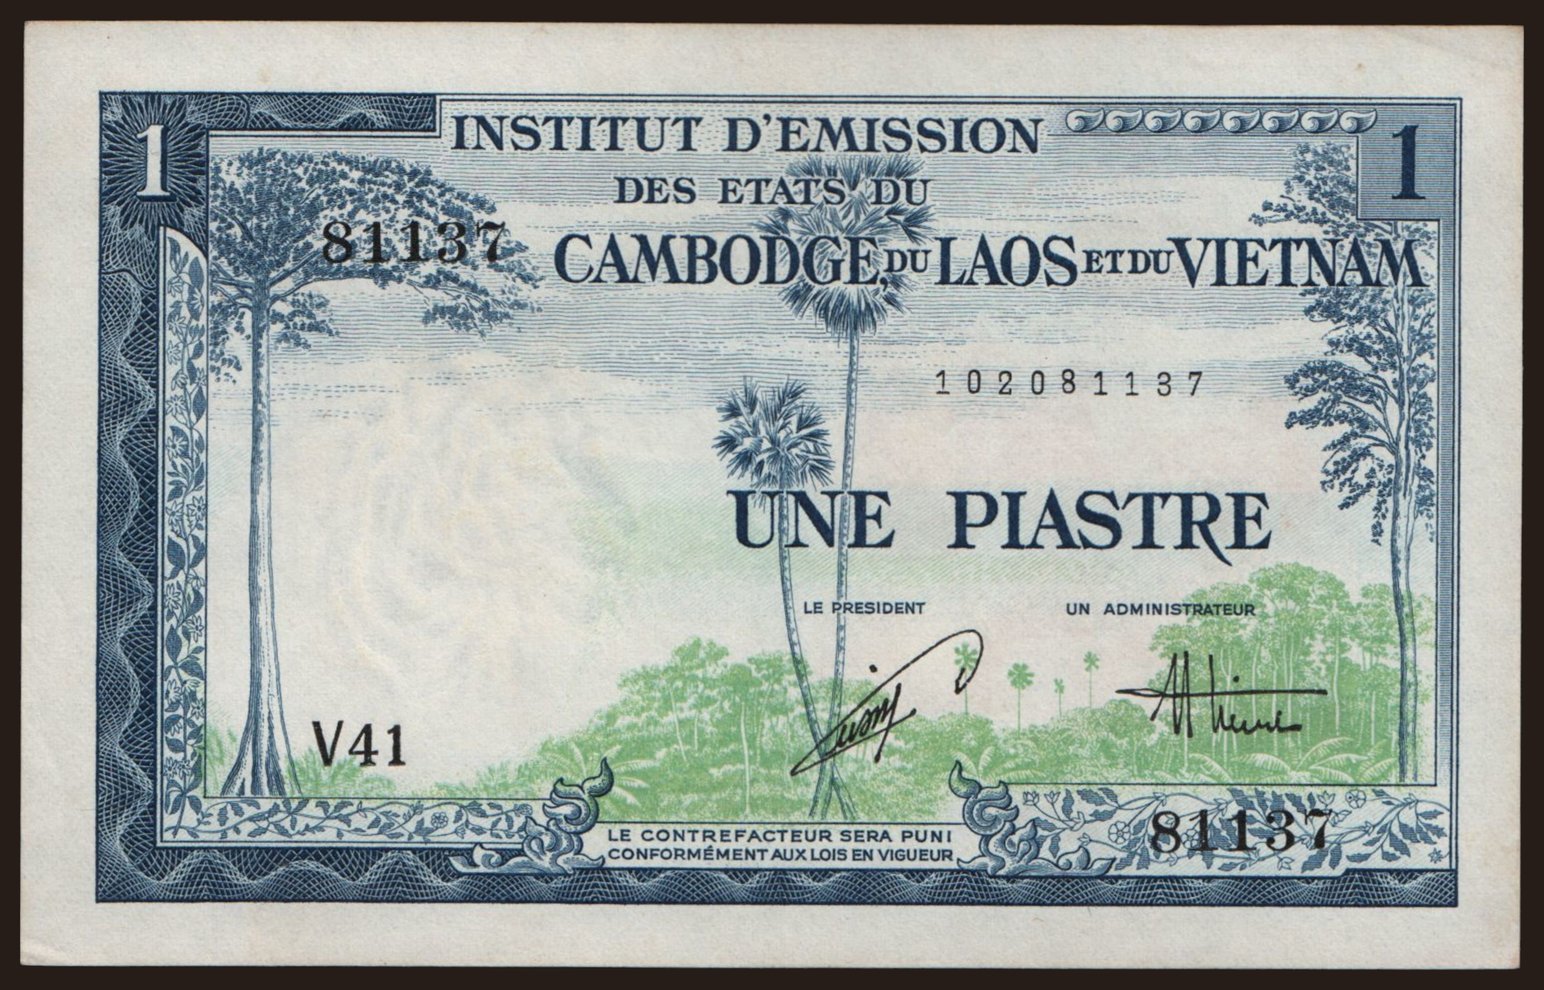 1
INSTITUT D'EMISSION
1
DES ETATS DU
81137
CAMBODGE, DU LAOS ET DU VIETNAM
102081137
UNE PIASTRE
LE PRESIDENT
UN ADMINISTRATEUR
V41
81137
LE CONTREFACTEUR SERA PUNI
CONFORMÉMENT AUX LOIS EN VIGUEUR